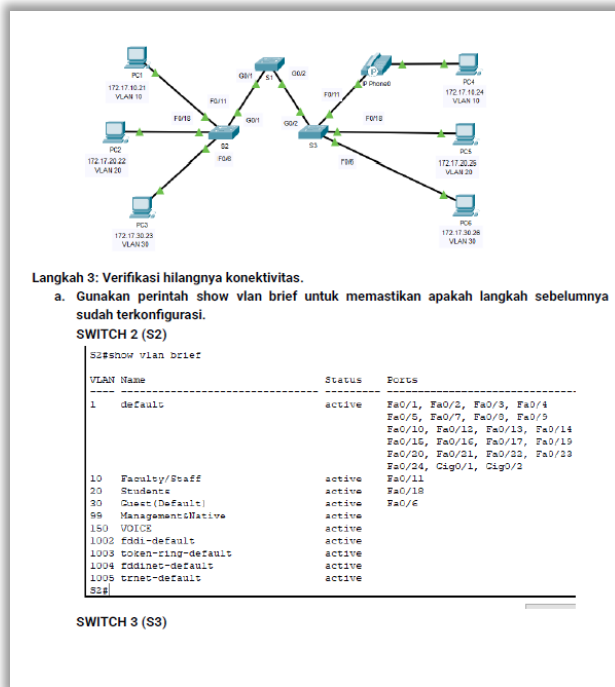 PC1
172.17.10.21
VLAN 10
G0/1
S1
G0/2
IP Phone0
PC4
172.17.10.24
VLAN 10
F0/11
F0/11
F0/18
G0/1
G0/2
F0/18
PC2
172.17.20.22
VLAN 20
S2
S3
PC5
172.17.20.25
VLAN 20
F0/6
F0/6
PC3
172.17.30.23
VLAN 30
PC6
172.17.30.26
VLAN 30
Langkah 3: Verifikasi hilangnya konektivitas.
a. Gunakan perintah show vlan brief untuk memastikan apakah langkah sebelumnya
sudah terkonfigurasi.
SWITCH 2 (S2)
S2#show vlan brief
VLAN Name Status Ports
1 default active Fa0/1, Fa0/2, Fa0/3, Fa0/4
Fa0/5, Fa0/7, Fa0/8, Fa0/9
Fa0/10, Fa0/12, Fa0/13, Fa0/14
Fa0/15, Fa0/16, Fa0/17, Fa0/19
Fa0/20, Fa0/21, Fa0/22, Fa0/23
Fa0/24, Gig0/1, Gig0/2
10 Faculty/Staff active Fa0/11
20 Students active Fa0/18
30 Guest(Default) active Fa0/6
99 Management&Native active
150 VOICE active
1002 fddi-default active
1003 token-ring-default active
1004 fddinet-default active
1005 trnet-default active
S2#
SWITCH 3 (S3)